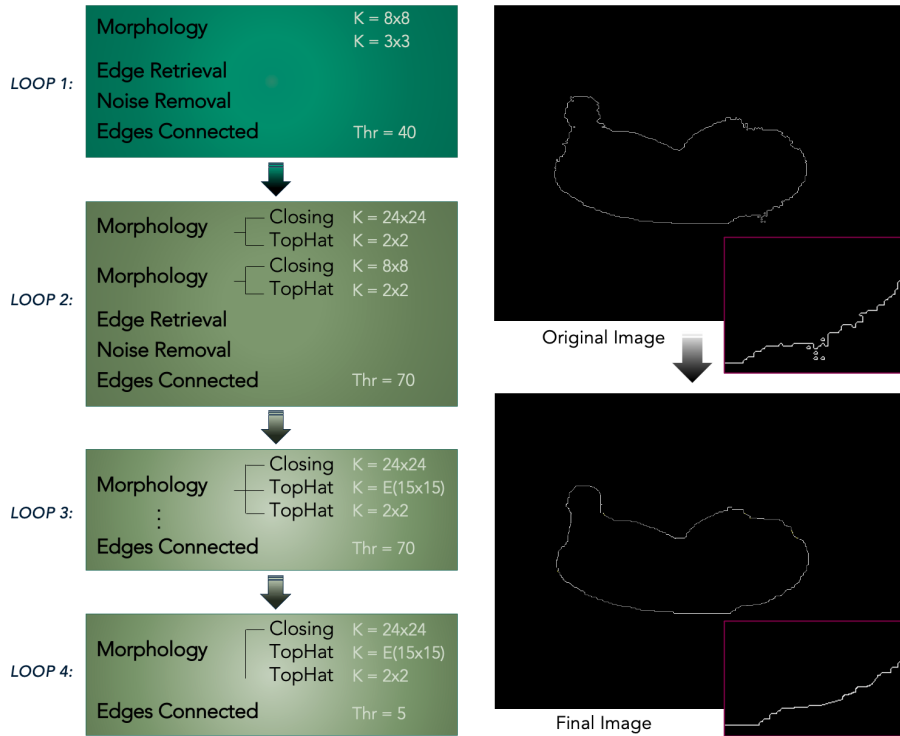 LOOP 1:
Morphology K = 8x8
K = 3x3
Edge Retrieval
Noise Removal
Edges Connected Thr = 40
LOOP 2:
Morphology Closing K = 24x24
TopHat K = 2x2
Morphology Closing K = 8x8
TopHat K = 2x2
Edge Retrieval
Noise Removal
Edges Connected Thr = 70
LOOP 3:
Morphology Closing K = 24x24
TopHat K = E(15x15)
TopHat K = 2x2
⋮
Edges Connected Thr = 70
LOOP 4:
Morphology Closing K = 24x24
TopHat K = E(15x15)
TopHat K = 2x2
Edges Connected Thr = 5
Original Image
Final Image